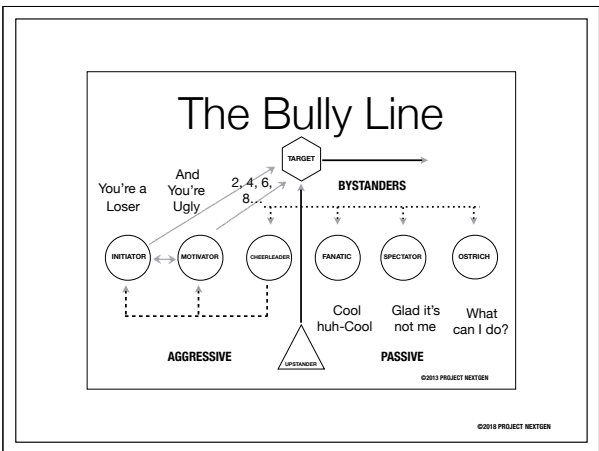 The Bully Line
TARGET
And
You're
Ugly
2, 4, 6,
8...
You're a
Loser
BYSTANDERS
INITIATOR
MOTIVATOR
CHEERLEADER
FANATIC
SPECTATOR
OSTRICH
Cool
huh-Cool
Glad it's
not me
What
can I do?
AGGRESSIVE
UPSTANDER
PASSIVE
©2013 PROJECT NEXTGEN
©2018 PROJECT NEXTGEN